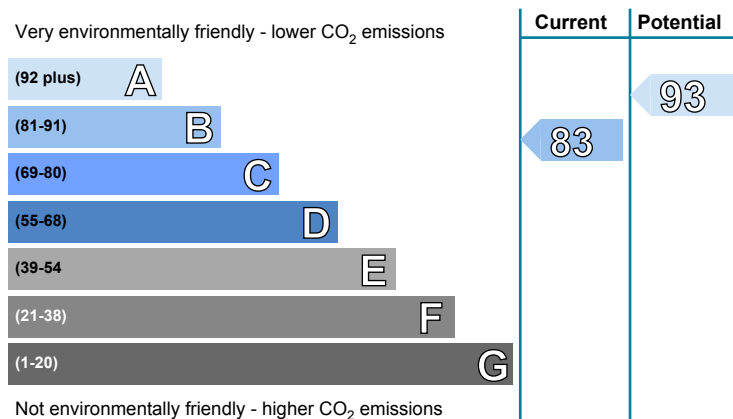 Very environmentally friendly - lower CO2 emissions
Current
Potential
(92 plus) A
93
(81-91) B
83
(69-80) C
(55-68) D
(39-54 E
(21-38) F
(1-20) G
Not environmentally friendly - higher CO2 emissions